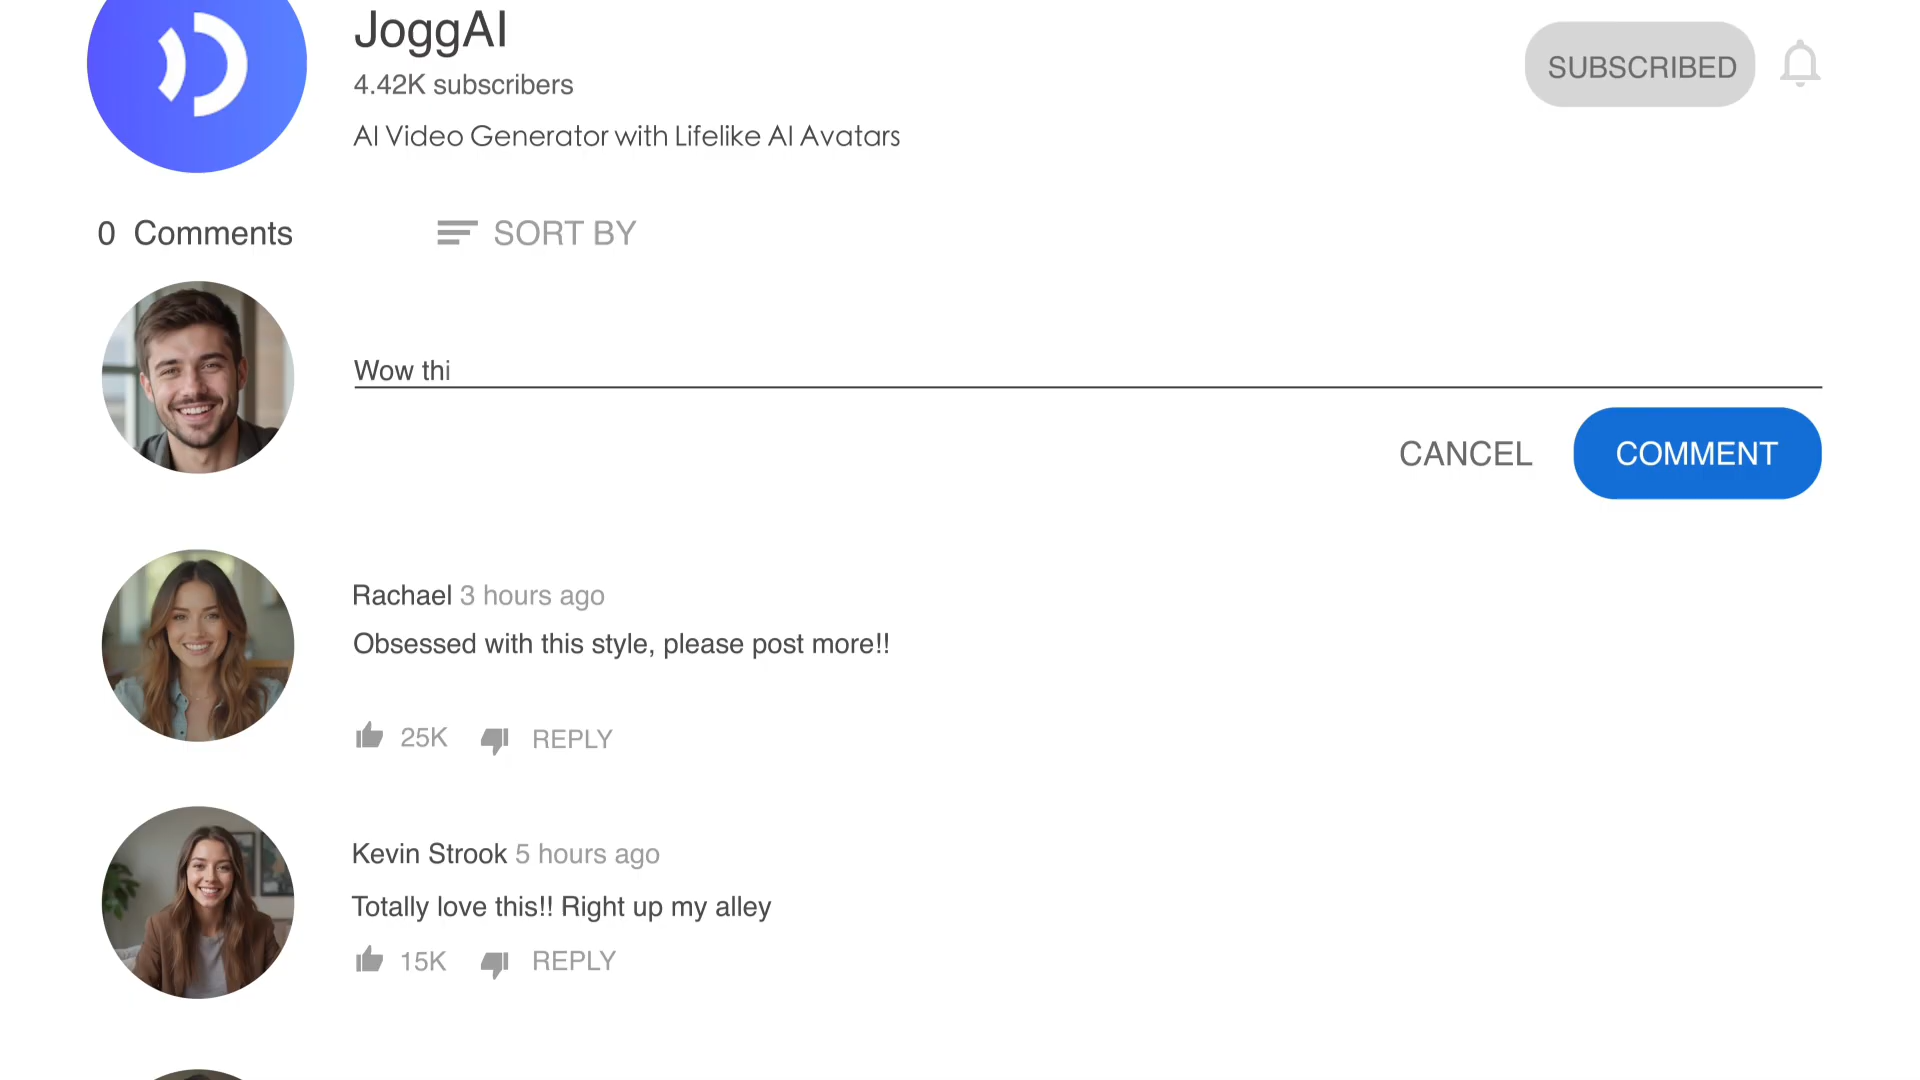 JoggAI
SUBSCRIBED
4.42K subscribers
AI Video Generator with Lifelike AI Avatars
0 Comments
SORT BY
Wow thi
CANCEL
COMMENT
Rachael 3 hours ago
Obsessed with this style, please post more!!
25K
REPLY
Kevin Strook 5 hours ago
Totally love this!! Right up my alley
15K
REPLY